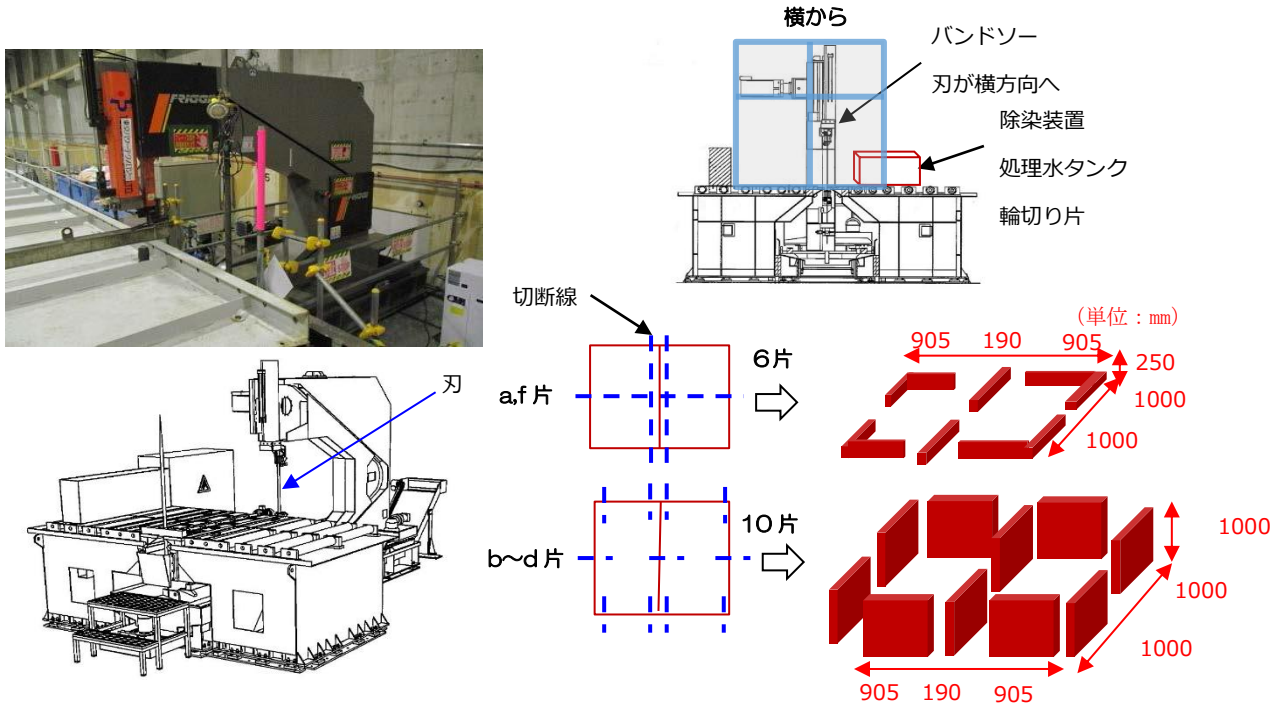 横から
バンドソー
刃が横方向へ
除染装置
処理水タンク
輪切り片
切断線
刃
a,f 片
6片
(単位：mm)
905
190
905
250
1000
1000
b～d 片
10片
1000
1000
1000
905
190
905